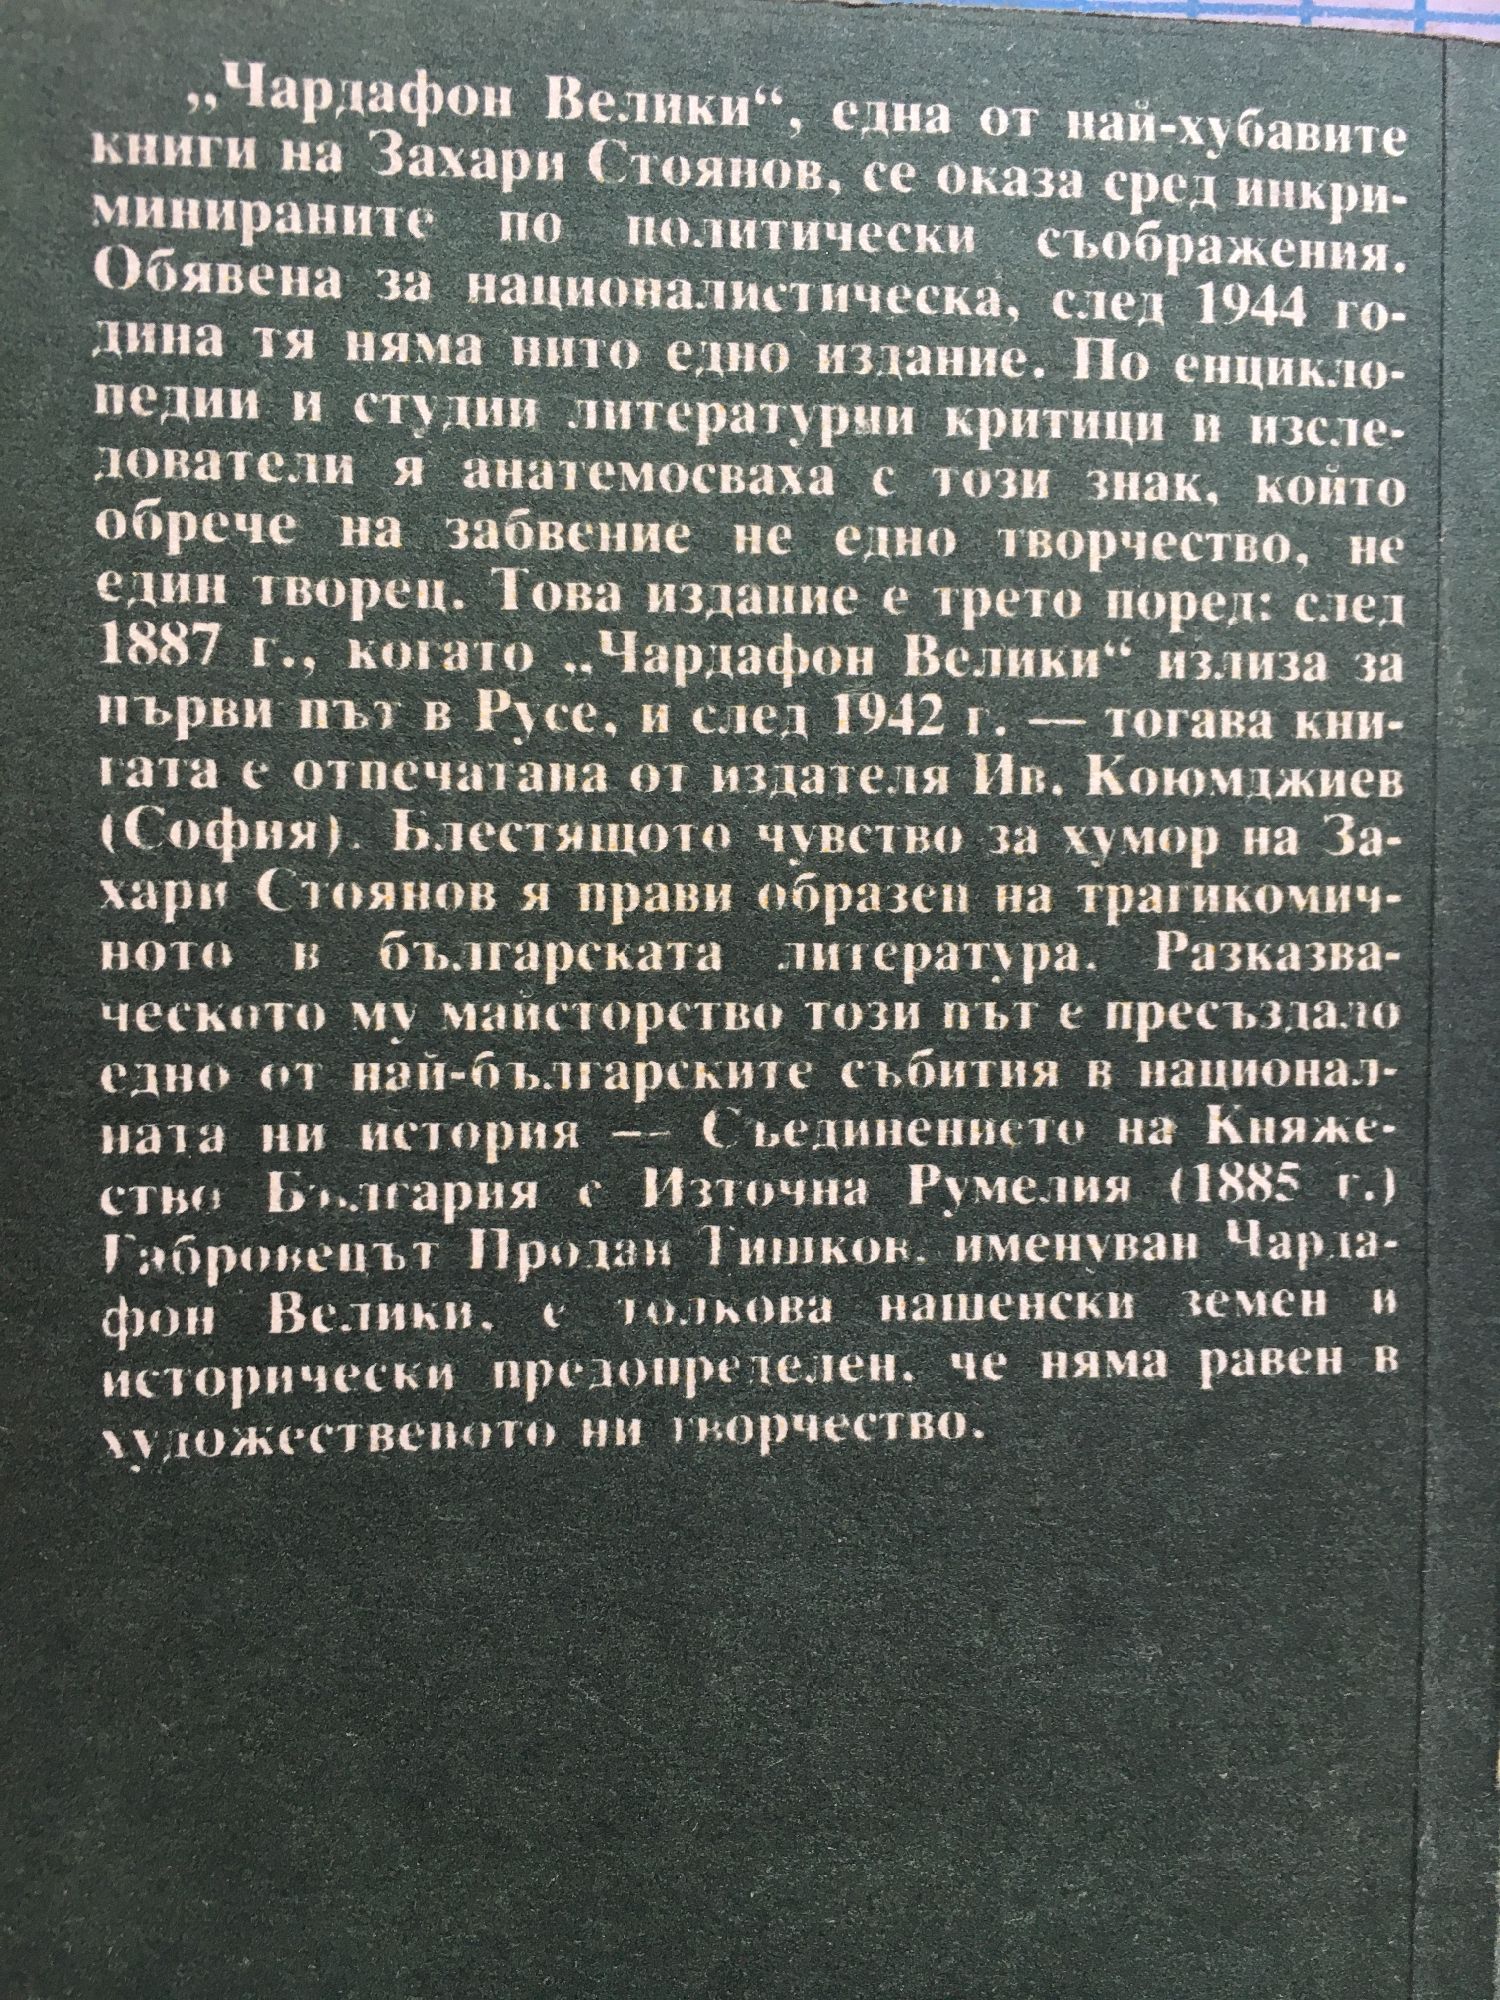 „Чардафон Велики“, една от най-хубавите
книги на Захари Стоянов, се оказа сред инкри-
минираните по политически съображения.
Обявена за националистическа, след 1944 го-
дина тя няма нито едно издание. По енцикло-
педии и студии литературни критици и изсле-
дователи я анатемосваха с този знак, който
обрече на забвение не едно творчество, не
един творец. Това издание е трето поред: след
1887 г., когато „Чардафон Велики“ излиза за
първи път в Русе, и след 1942 г. — тогава кни-
гата е отпечатана от издателя Ив. Коюмджиев
(София). Блестящото чувство за хумор на За-
хари Стоянов я прави образец на трагикомич-
ното в българската литература. Разказва-
ческото му майсторство този път е пресъздало
едно от най-българските събития в национал-
ната ни история — Съединението на Княже-
ство България с Източна Румелия (1885 г.)
Габровецът Продан Тишков, именуван Чарда-
фон Велики, е толкова нашенски земен и
исторически предопределен, че няма равен в
художественото ни творчество.